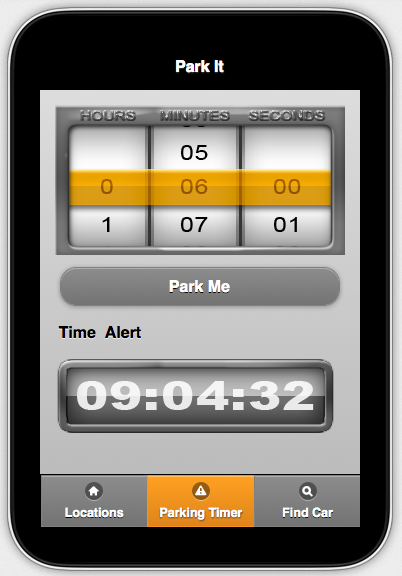 Park It
HOURS MINUTES SECONDS
05
0 06 00
1 07 01
Park Me
Time Alert
09:04:32
Locations Parking Timer Find Car